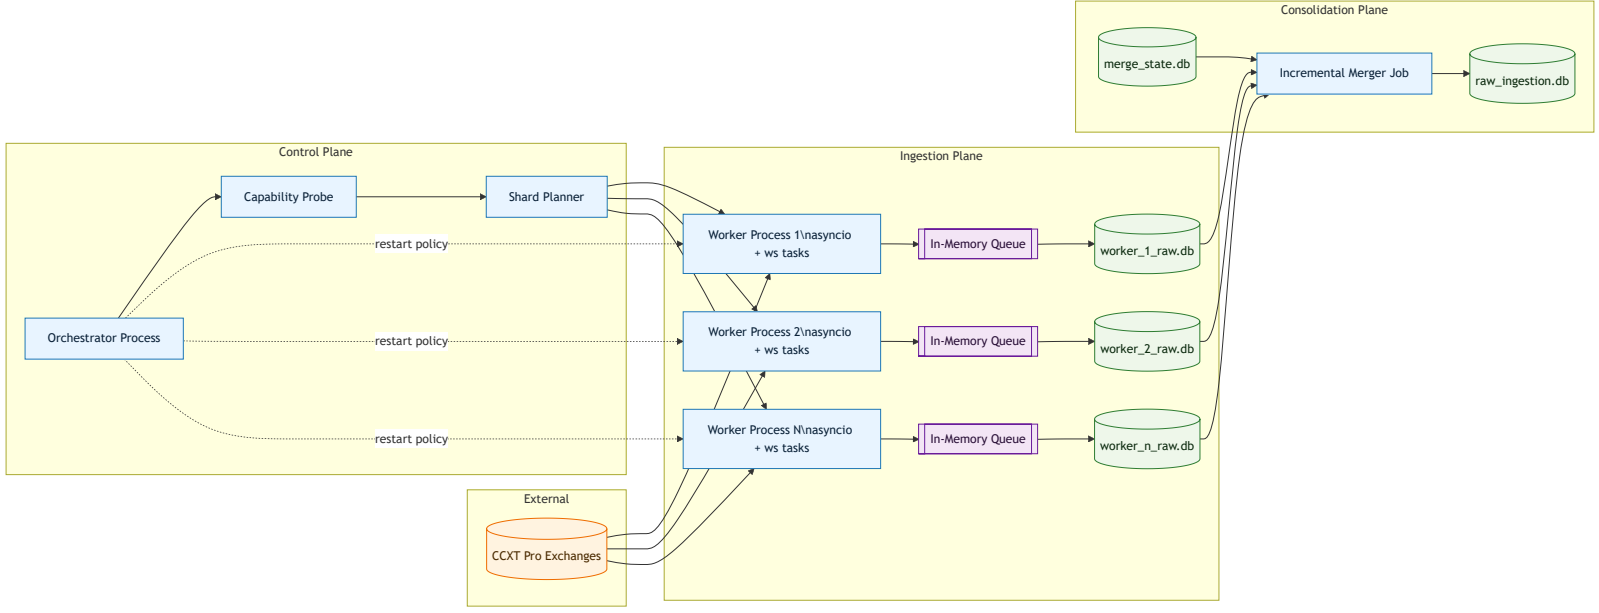 Consolidation Plane
merge_state.db
Incremental Merger Job
raw_ingestion.db
Control Plane
Capability Probe
Shard Planner
restart policy
Orchestrator Process
restart policy
restart policy
Ingestion Plane
Worker Process 1\nasyncio
+ ws tasks
In-Memory Queue
worker_1_raw.db
Worker Process 2\nasyncio
+ ws tasks
In-Memory Queue
worker_2_raw.db
Worker Process N\nasyncio
+ ws tasks
In-Memory Queue
worker_n_raw.db
External
CCXT Pro Exchanges